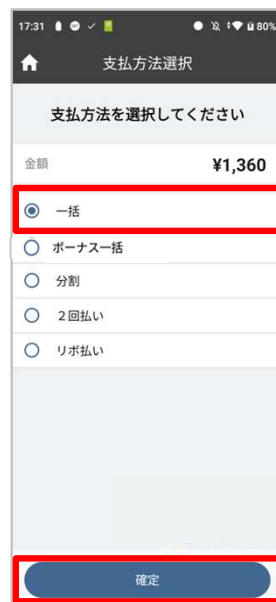 17:31 80%
支払方法選択
支払方法を選択してください
金額 ¥1,360
一括
ボーナス一括
分割
2回払い
リボ払い
確定